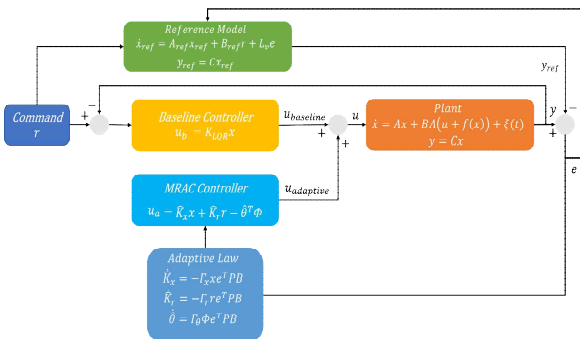 Reference Model
ẋ_ref = A_ref x_ref + B_ref r + L_v e
y_ref = Cx_ref
y_ref
Command
r
+
−
Baseline Controller
u_b = K_LQR x
u_baseline
+
+
u
Plant
ẋ = Ax + BΛ(u + f(x)) + ξ(t)
y = Cx
y
−
+
e
MRAC Controller
u_a = K̂_x x + K̂_r r − θ̂^T Φ
u_adaptive
Adaptive Law
K̂̇_x = −Γ_x x e^T PB
K̂̇_r = −Γ_r r e^T PB
θ̂̇ = Γ_θ Φ e^T PB